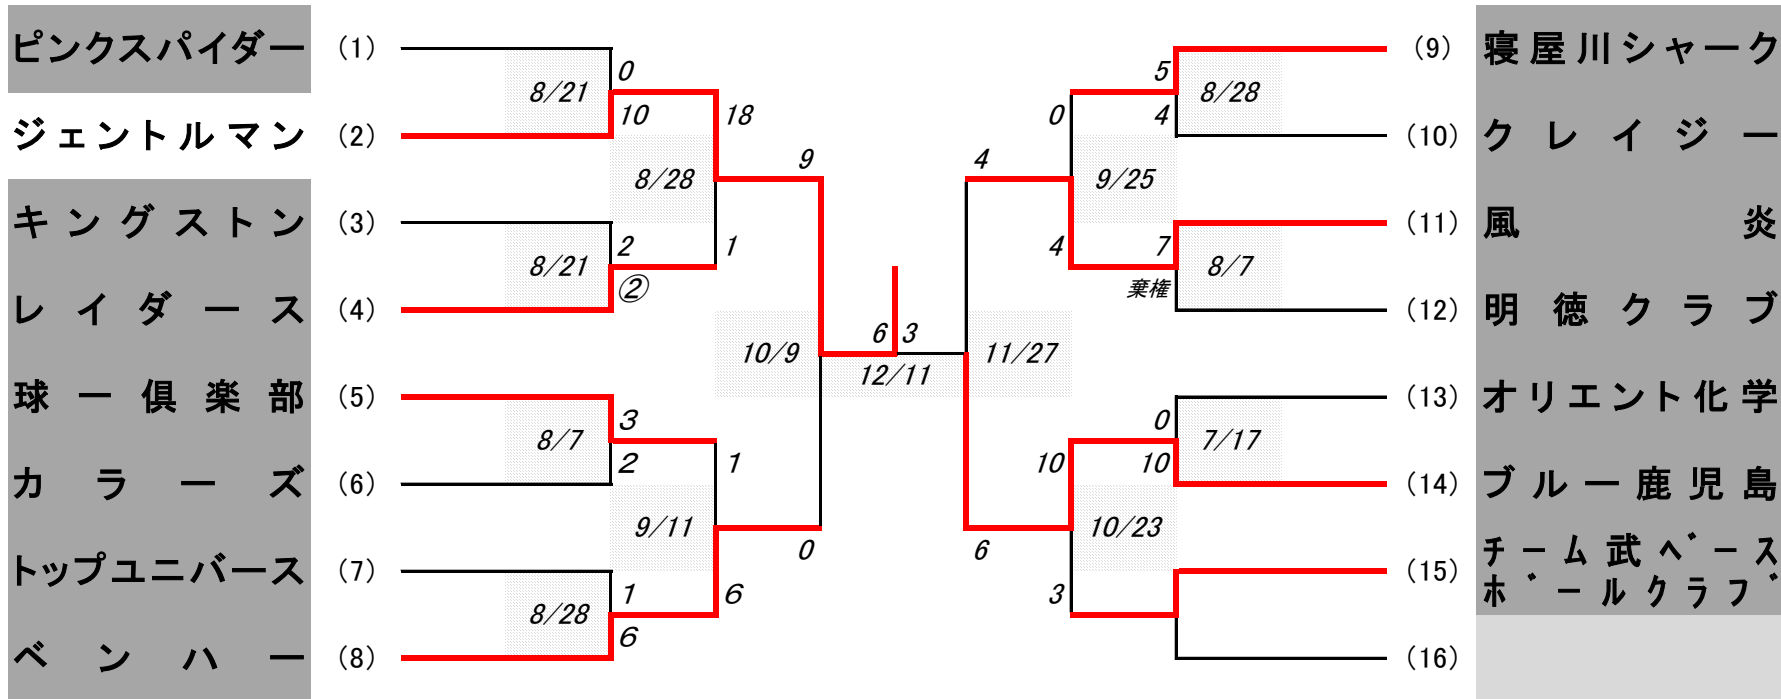 ピンクスパイダー (1) (9) 寝屋川シャーク
0 5
8/21 8/28
10 18 0 4
ジェントルマン (2) (10) クレイジー
9 4
8/28 9/25
キングストン (3) (11) 風炎
2 1 4 7
8/21 8/7
② 棄権
レイダース (4) (12) 明徳クラブ
6 3
10/9 11/27
12/11
球一倶楽部 (5) (13) オリエント化学
3 0
8/7 7/17
2 1 10 10
カラーズ (6) (14) ブルー鹿児島
9/11 10/23
0 6
トップユニバース (7) (15) チーム武ベース
ボールクラブ
1 6 3
8/28
6
ベンハー (8) (16)